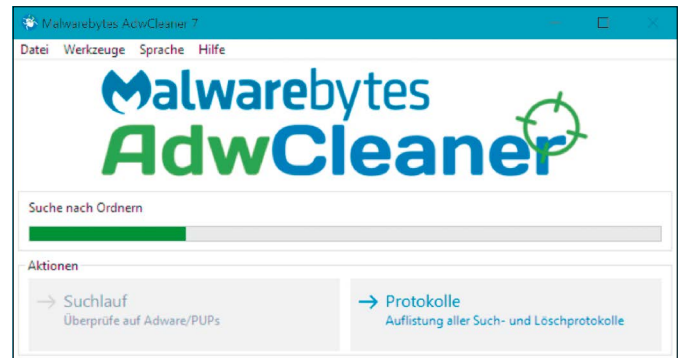 Malwarebytes AdwCleaner 7
Datei Werkzeuge Sprache Hilfe
Malwarebytes
AdwCleaner
Suche nach Ordnern
Aktionen
Suchlauf
Überprüfe auf Adware/PUPs
Protokolle
Auflistung aller Such- und Löschprotokolle